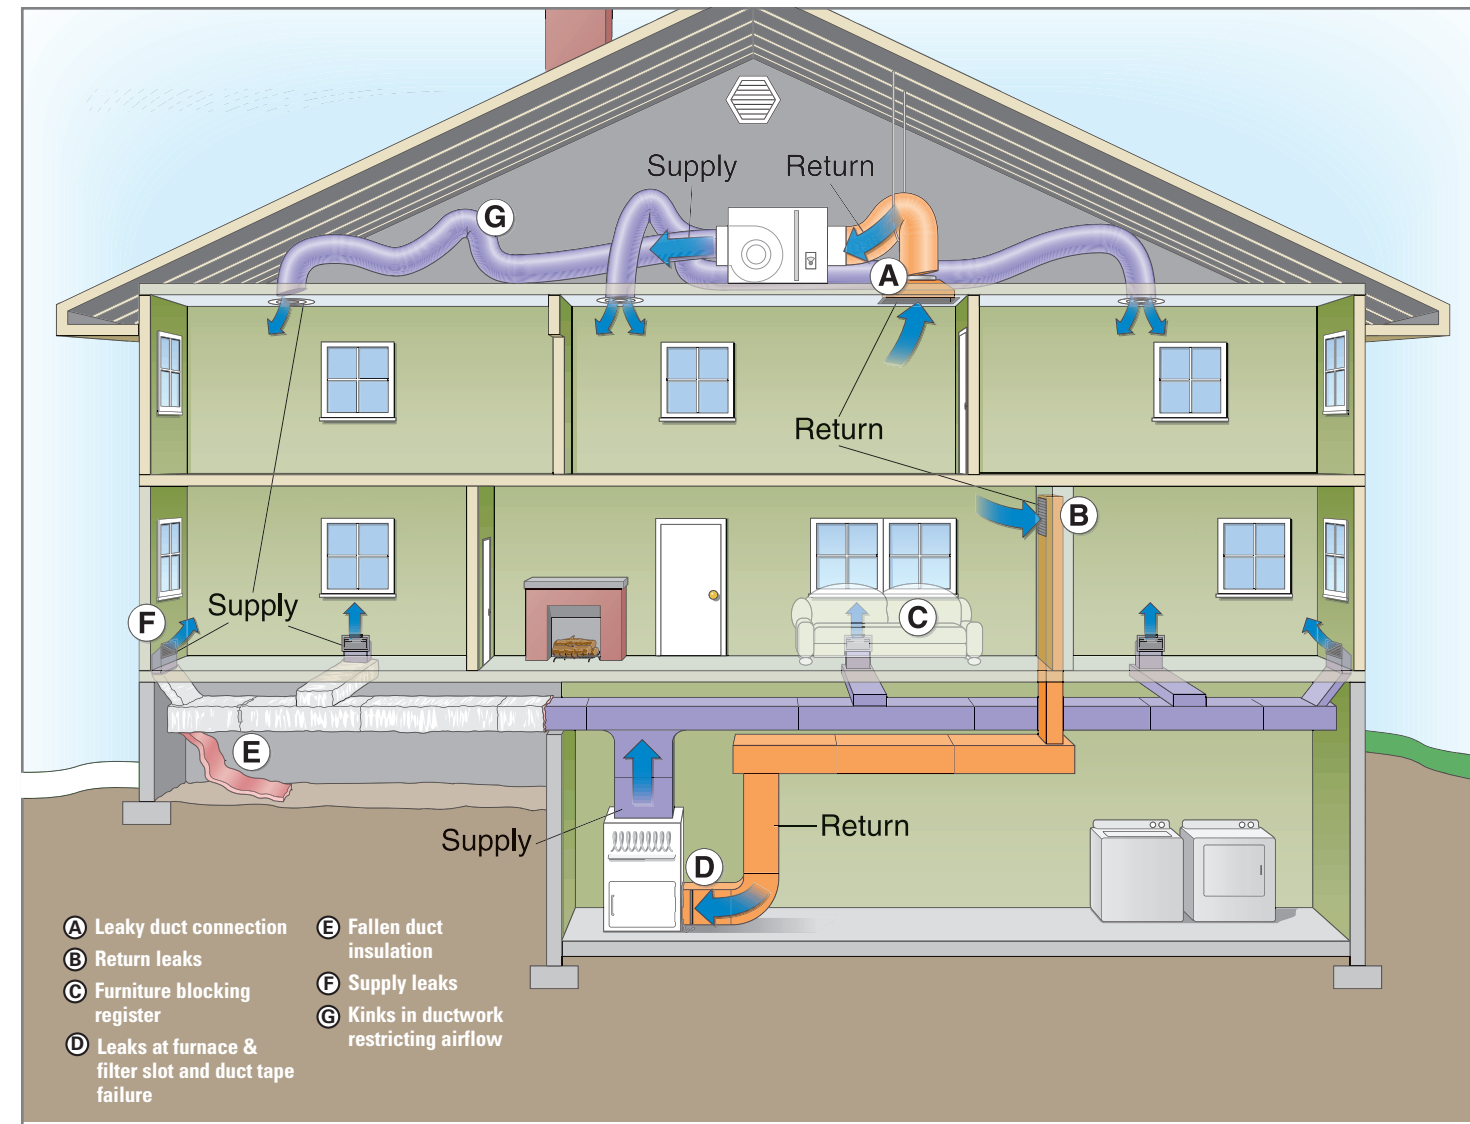 Supply
Return
G
A
Return
B
Supply
F
C
E
Supply
Return
D
A Leaky duct connection
B Return leaks
C Furniture blocking
register
D Leaks at furnace &
filter slot and duct tape
failure
E Fallen duct
insulation
F Supply leaks
G Kinks in ductwork
restricting airflow